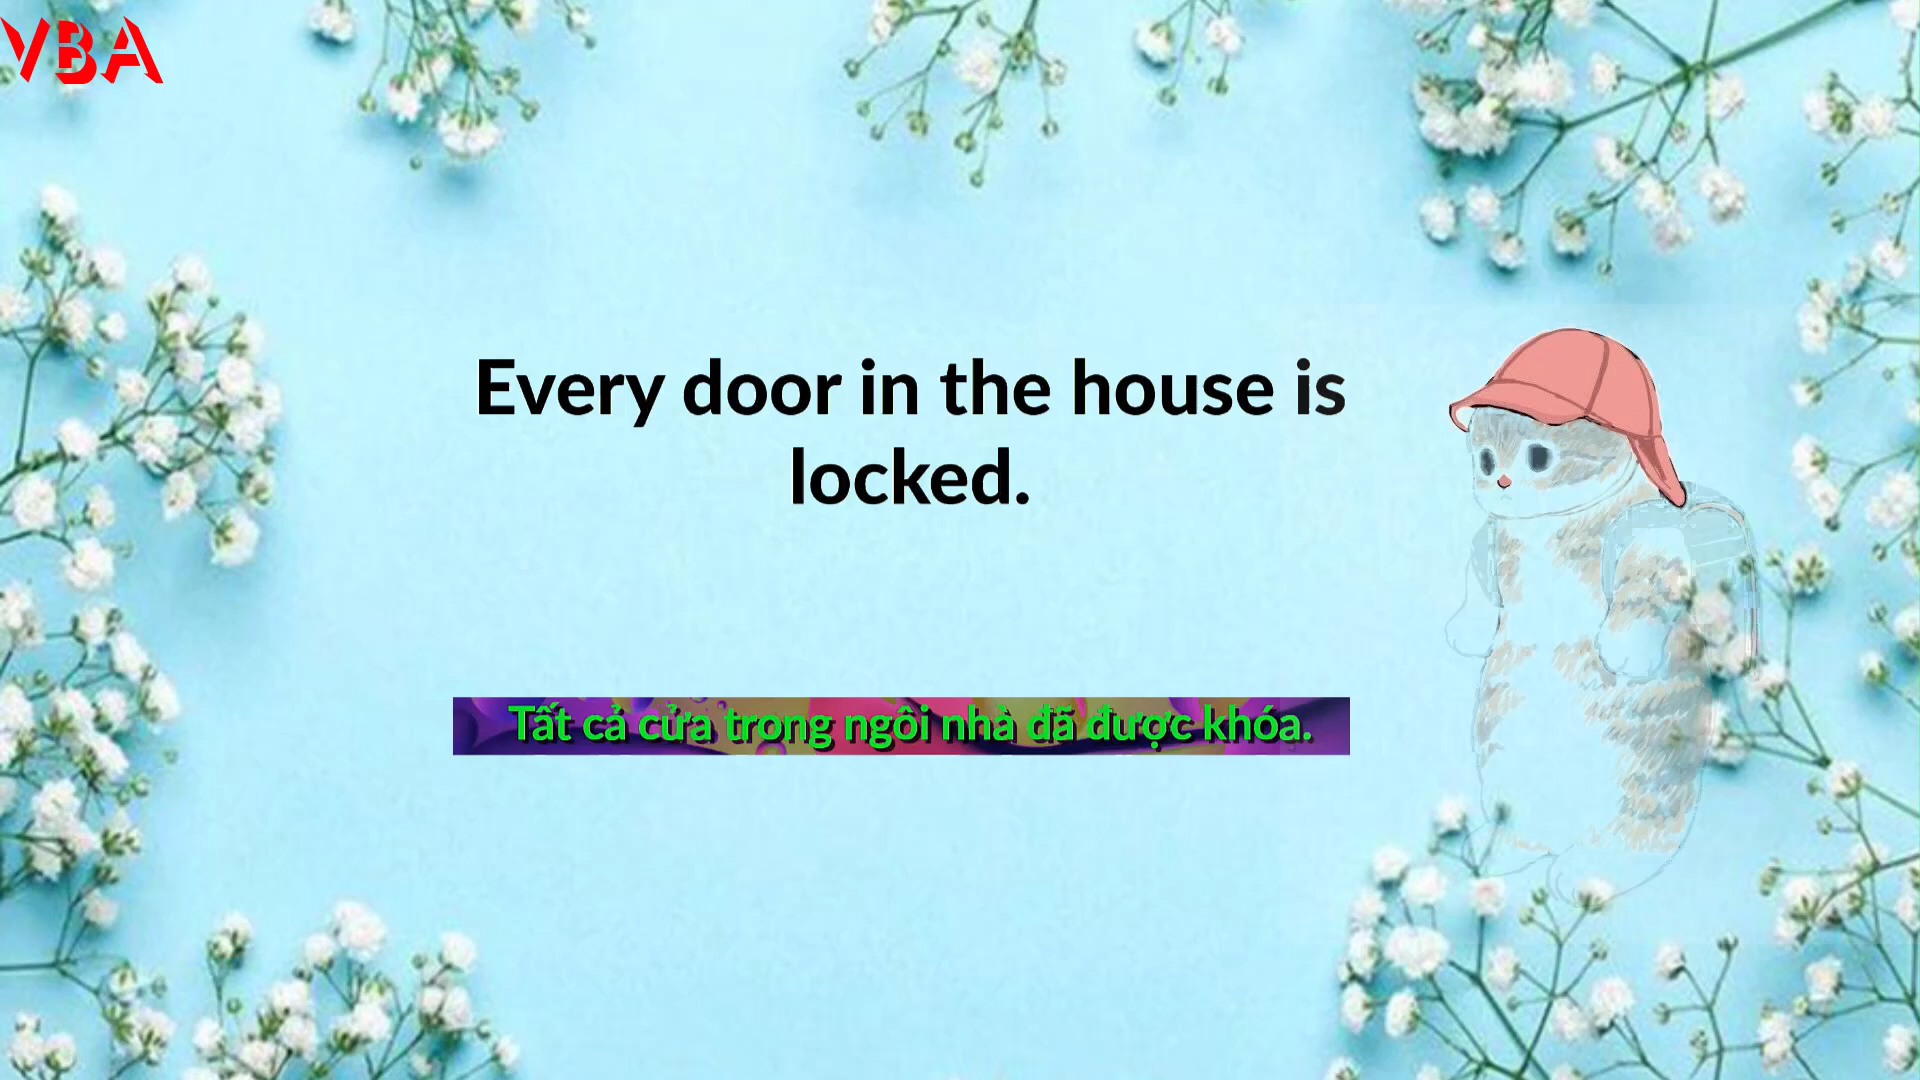 VBA
Every door in the house is
locked.
Tất cả cửa trong ngôi nhà đã được khóa.